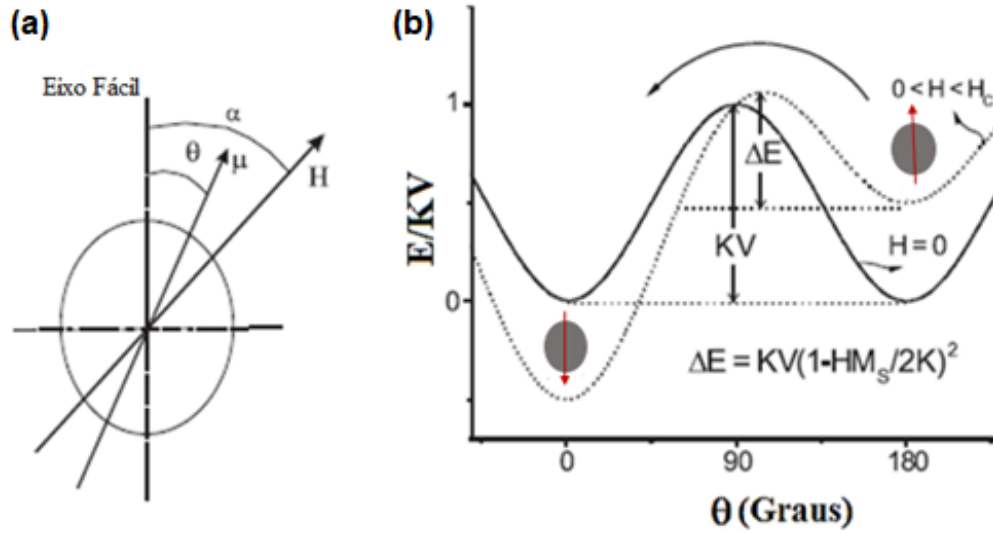 (a)
Eixo Fácil
α
θ
μ
H
(b)
E/KV
1
0
0 < H < H_C
ΔE
KV
H = 0
ΔE = KV(1-HM_S/2K)^2
0
90
180
θ (Graus)